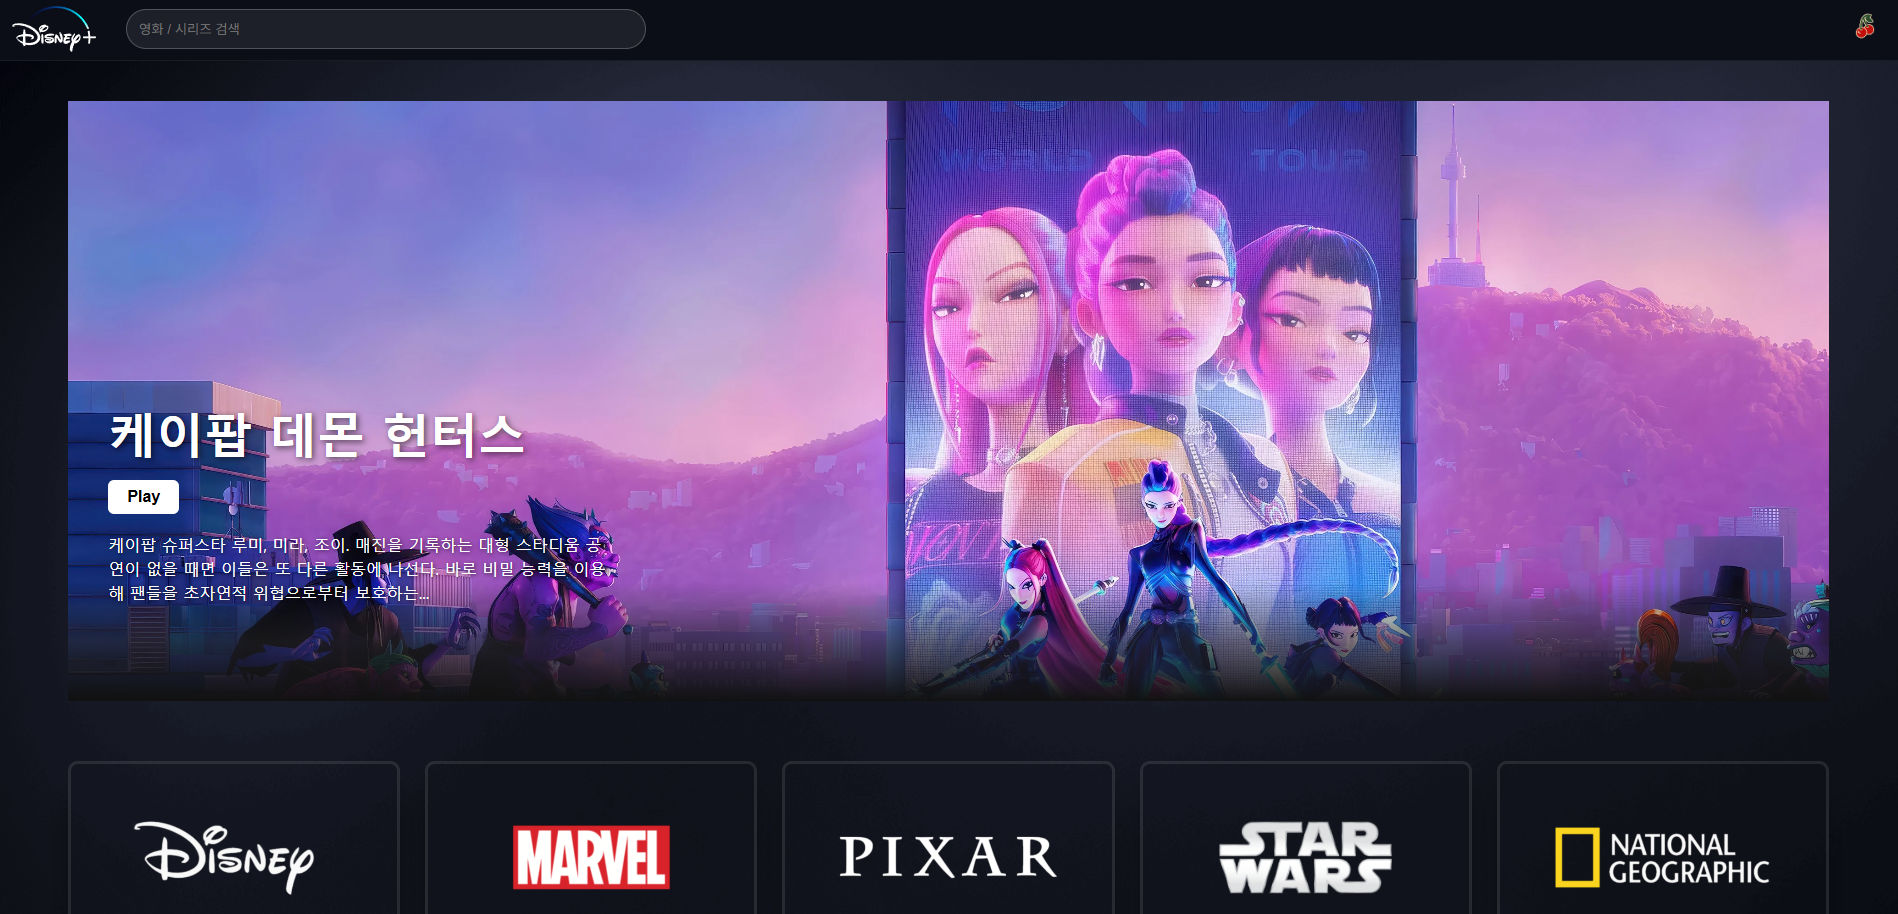 Disney+
영화 / 시리즈 검색
WORLD TOUR
케이팝 데몬 헌터스
Play
케이팝 슈퍼스타 루미, 미라, 조이. 매진을 기록하는 대형 스타디움 공
연이 없을 때면 이들은 또 다른 활동에 나선다. 바로 비밀 능력을 이용
해 팬들을 초자연적 위협으로부터 보호하는...
Disney
MARVEL
PIXAR
STAR
WARS
NATIONAL
GEOGRAPHIC